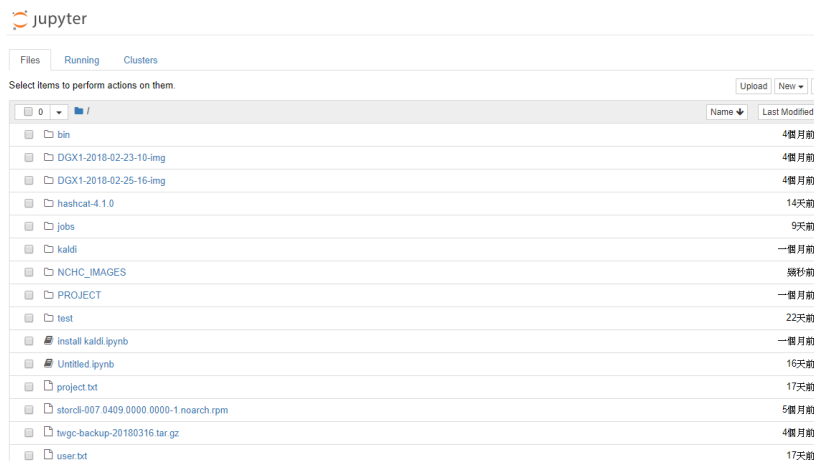 jupyter
Files Running Clusters
Select items to perform actions on them.
Upload New
0 / Name Last Modified
bin 4個月前
DGX1-2018-02-23-10-img 4個月前
DGX1-2018-02-25-16-img 4個月前
hashcat-4.1.0 14天前
jobs 9天前
kaldi 一個月前
NCHC_IMAGES 幾秒前
PROJECT 一個月前
test 22天前
install kaldi.ipynb 一個月前
Untitled.ipynb 16天前
project.txt 17天前
storcli-007.0409.0000.0000-1.noarch.rpm 5個月前
twgc-backup-20180316.tar.gz 4個月前
user.txt 17天前